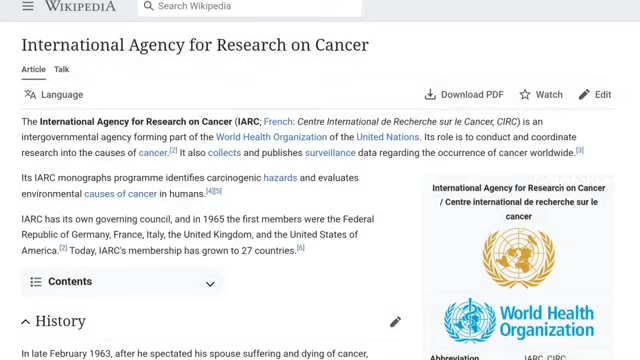 WIKIPEDIA
Search Wikipedia
International Agency for Research on Cancer
Article Talk
Language
Download PDF Watch Edit
The International Agency for Research on Cancer (IARC; French: Centre International de Recherche sur le Cancer, CIRC) is an
intergovernmental agency forming part of the World Health Organization of the United Nations. Its role is to conduct and coordinate
research into the causes of cancer.[2] It also collects and publishes surveillance data regarding the occurrence of cancer worldwide.[3]
Its IARC monographs programme identifies carcinogenic hazards and evaluates
environmental causes of cancer in humans.[4][5]
IARC has its own governing council, and in 1965 the first members were the Federal
Republic of Germany, France, Italy, the United Kingdom, and the United States of
America.[2] Today, IARC's membership has grown to 27 countries.[6]
Contents
History
In late February 1963, after he spectated his spouse suffering and dying of cancer,
International Agency for Research on Cancer
/ Centre international de recherche sur le
cancer
World Health
Organization
Abbreviation IARC, CIRC